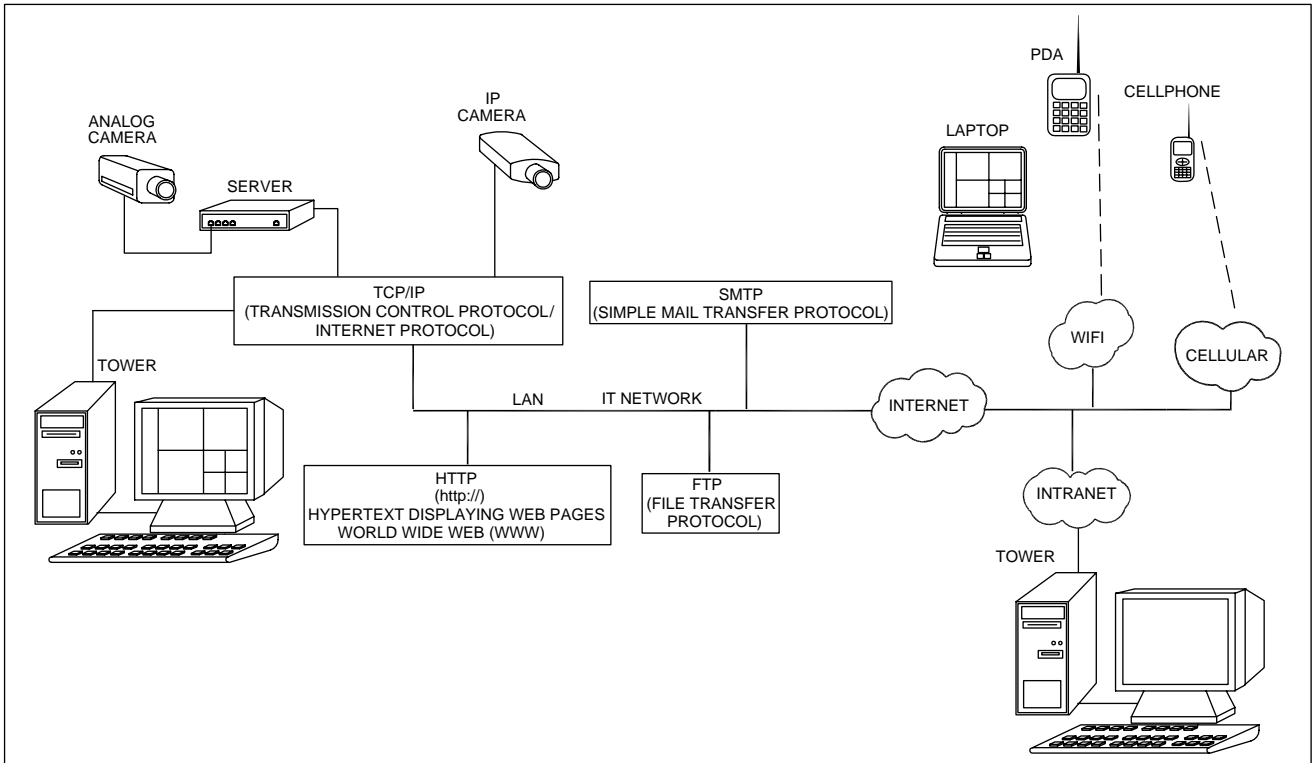 PDA
CELLPHONE
IP
CAMERA
ANALOG
CAMERA
LAPTOP
SERVER
TCP/IP
(TRANSMISSION CONTROL PROTOCOL/
INTERNET PROTOCOL)
SMTP
(SIMPLE MAIL TRANSFER PROTOCOL)
WIFI
CELLULAR
TOWER
LAN
IT NETWORK
INTERNET
HTTP
(http://)
HYPERTEXT DISPLAYING WEB PAGES
WORLD WIDE WEB (WWW)
FTP
(FILE TRANSFER
PROTOCOL)
INTRANET
TOWER